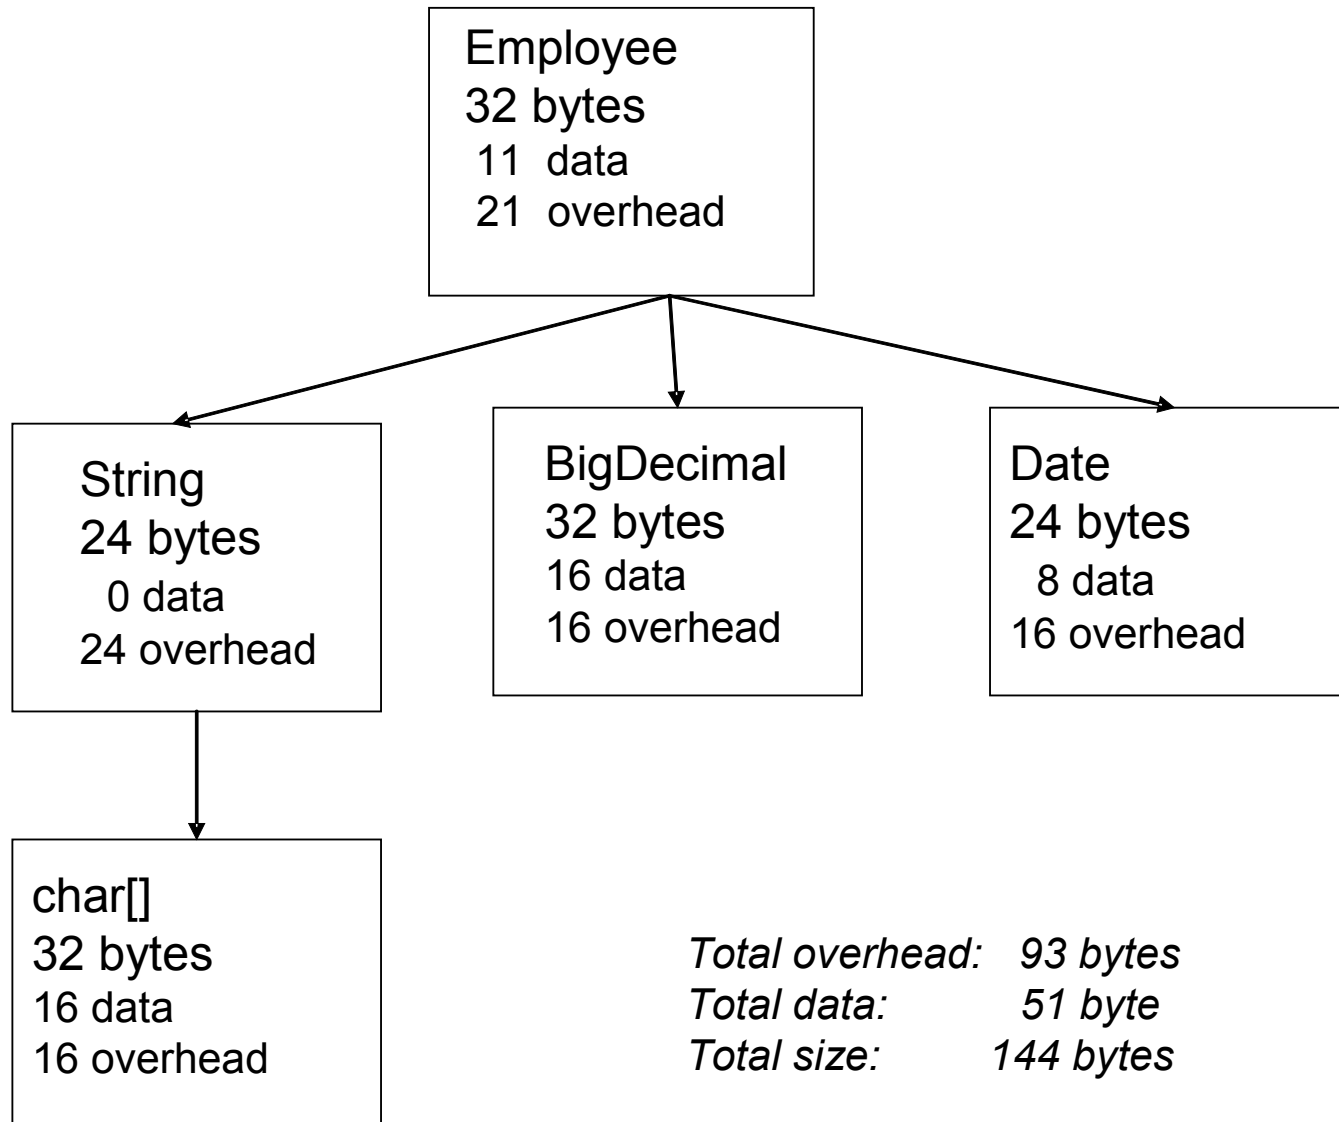 Employee
32 bytes
11 data
21 overhead
String
24 bytes
0 data
24 overhead
BigDecimal
32 bytes
16 data
16 overhead
Date
24 bytes
8 data
16 overhead
char[]
32 bytes
16 data
16 overhead
Total overhead: 93 bytes
Total data: 51 byte
Total size: 144 bytes